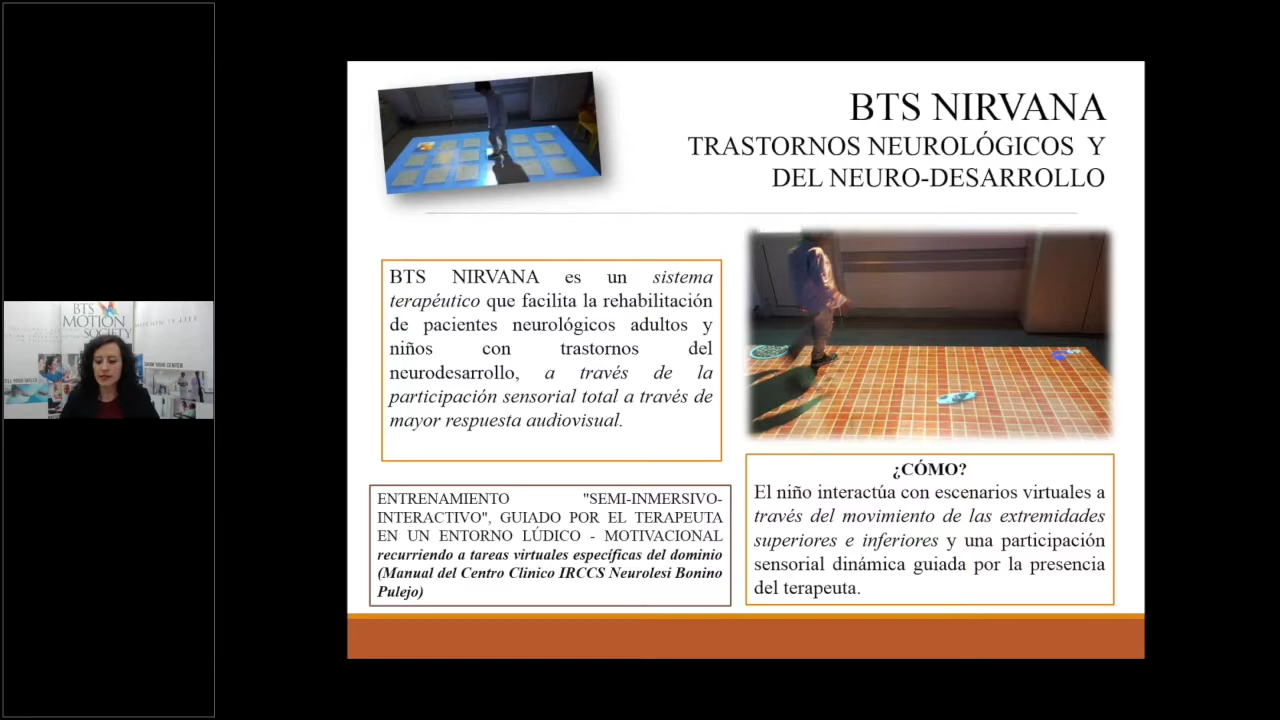 BTS NIRVANA
TRASTORNOS NEUROLÓGICOS Y
DEL NEURO-DESARROLLO
BTS NIRVANA es un sistema
terapéutico que facilita la rehabilitación
de pacientes neurológicos adultos y
niños con trastornos del
neurodesarrollo, a través de la
participación sensorial total a través de
mayor respuesta audiovisual.
ENTRENAMIENTO "SEMI-INMERSIVO-
INTERACTIVO", GUIADO POR EL TERAPEUTA
EN UN ENTORNO LÚDICO - MOTIVACIONAL
recurriendo a tareas virtuales específicas del dominio
(Manual del Centro Clinico IRCCS Neurolesi Bonino
Pulejo)
¿CÓMO?
El niño interactúa con escenarios virtuales a
través del movimiento de las extremidades
superiores e inferiores y una participación
sensorial dinámica guiada por la presencia
del terapeuta.
BTS
MOTION
SOCIETY